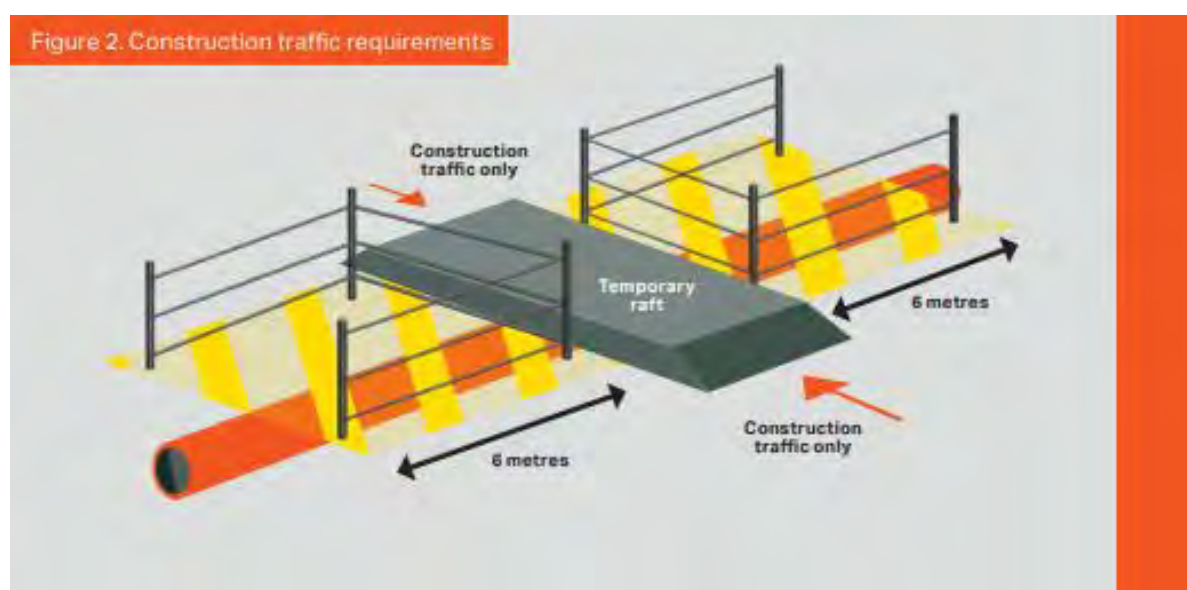 Figure 2. Construction traffic requirements
Construction
traffic only
Temporary
raft
6 metres
Construction
traffic only
6 metres